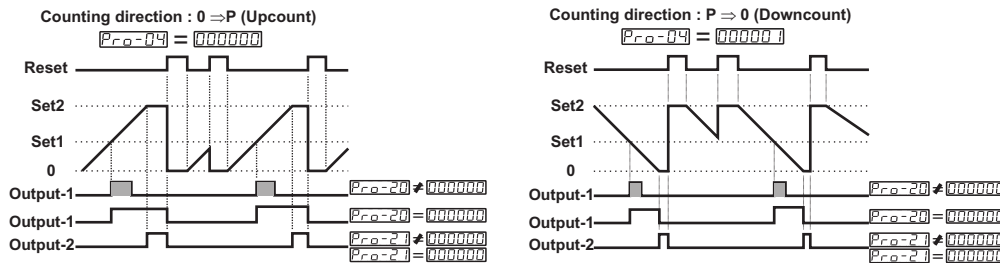 Counting direction : 0 ⇒P (Upcount)
Pro-04 = 000000
Reset
Set2
Set1
0
Output-1
Pro-20 ≠ 000000
Output-1
Pro-20 = 000000
Output-2
Pro-21 ≠ 000000
Pro-21 = 000000
Counting direction : P ⇒ 0 (Downcount)
Pro-04 = 000001
Reset
Set2
Set1
0
Output-1
Pro-20 ≠ 000000
Output-1
Pro-20 = 000000
Output-2
Pro-21 ≠ 000000
Pro-21 = 000000